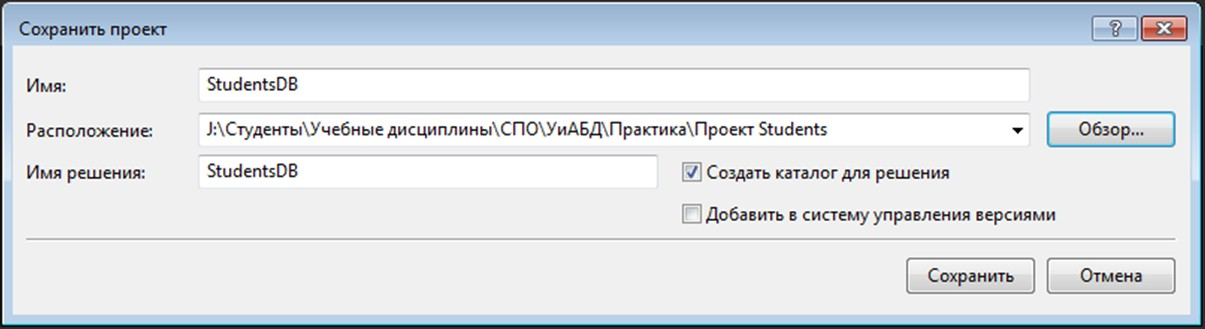 Сохранить проект
Имя: StudentsDB
Расположение: J:\Студенты\Учебные дисциплины\СПО\УиАБД\Практика\Проект Students Обзор...
Имя решения: StudentsDB Создать каталог для решения
Добавить в систему управления версиями
Сохранить Отмена